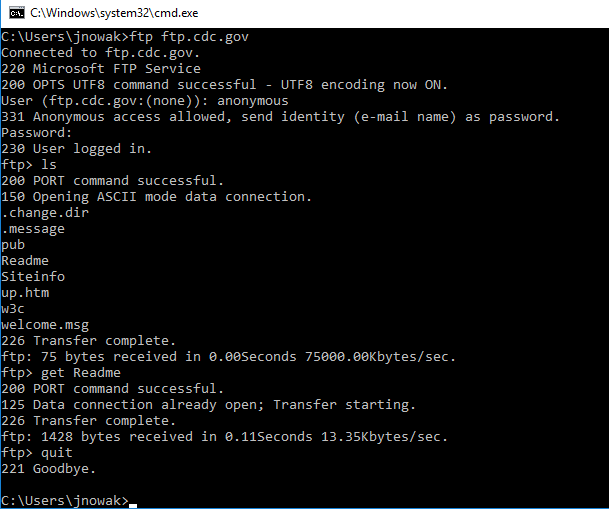 C:\Windows\system32\cmd.exe
C:\Users\jnowak>ftp ftp.cdc.gov
Connected to ftp.cdc.gov.
220 Microsoft FTP Service
200 OPTS UTF8 command successful - UTF8 encoding now ON.
User (ftp.cdc.gov:(none)): anonymous
331 Anonymous access allowed, send identity (e-mail name) as password.
Password:
230 User logged in.
ftp> ls
200 PORT command successful.
150 Opening ASCII mode data connection.
.change.dir
.message
pub
Readme
Siteinfo
up.htm
w3c
welcome.msg
226 Transfer complete.
ftp: 75 bytes received in 0.00Seconds 75000.00Kbytes/sec.
ftp> get Readme
200 PORT command successful.
125 Data connection already open; Transfer starting.
226 Transfer complete.
ftp: 1428 bytes received in 0.11Seconds 13.35Kbytes/sec.
ftp> quit
221 Goodbye.
C:\Users\jnowak>